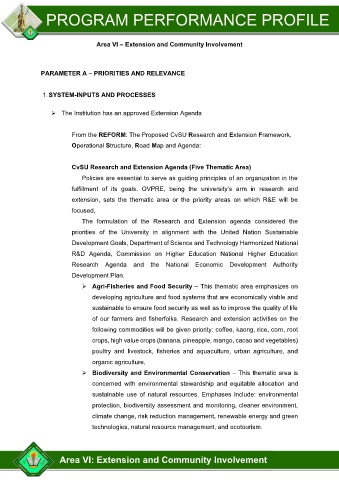 PROGRAM PERFORMANCE PROFILE
Area VI – Extension and Community Involvement
PARAMETER A – PRIORITIES AND RELEVANCE
1 SYSTEM-INPUTS AND PROCESSES
➢ The Institution has an approved Extension Agenda
From the REFORM: The Proposed CvSU Research and Extension Framework,
Operational Structure, Road Map and Agenda:
CvSU Research and Extension Agenda (Five Thematic Area)
Policies are essential to serve as guiding principles of an organization in the
fulfillment of its goals. OVPRE, being the university's arm in research and
extension, sets the thematic area or the priority areas on which R&E will be
focused.
The formulation of the Research and Extension agenda considered the
priorities of the University in alignment with the United Nation Sustainable
Development Goals, Department of Science and Technology Harmonized National
R&D Agenda, Commission on Higher Education National Higher Education
Research Agenda and the National Economic Development Authority
Development Plan.
➢ Agri-Fisheries and Food Security – This thematic area emphasizes on
developing agriculture and food systems that are economically viable and
sustainable to ensure food security as well as to improve the quality of life
of our farmers and fisherfolks. Research and extension activities on the
following commodities will be given priority: coffee, kaong, rice, corn, root
crops, high value crops (banana, pineapple, mango, cacao and vegetables)
poultry and livestock, fisheries and aquaculture, urban agriculture, and
organic agriculture.
➢ Biodiversity and Environmental Conservation – This thematic area is
concerned with environmental stewardship and equitable allocation and
sustainable use of natural resources. Emphases include: environmental
protection, biodiversity assessment and monitoring, cleaner environment,
climate change, risk reduction management, renewable energy and green
technologies, natural resource management, and ecotourism.
Area VI: Extension and Community Involvement